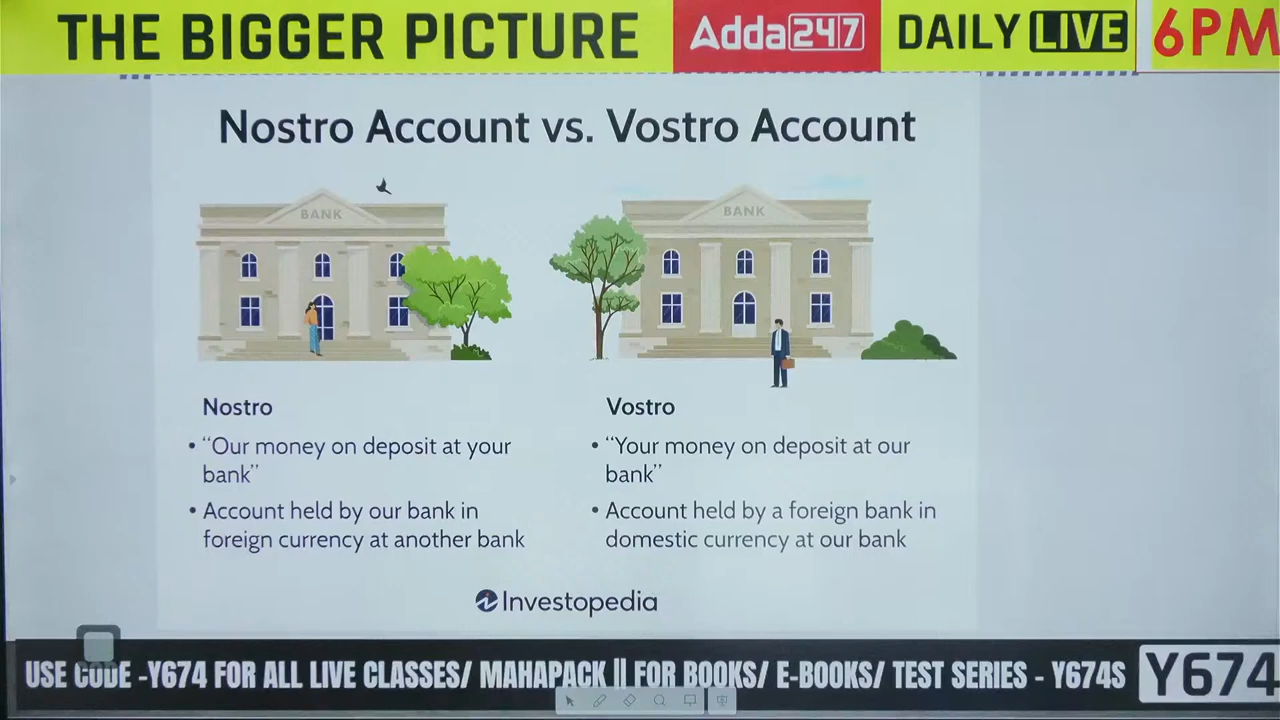 THE BIGGER PICTURE
Adda247
DAILY LIVE
6PM
Nostro Account vs. Vostro Account
BANK
BANK
Nostro
• “Our money on deposit at your
bank”
• Account held by our bank in
foreign currency at another bank
Vostro
• “Your money on deposit at our
bank”
• Account held by a foreign bank in
domestic currency at our bank
Investopedia
USE CODE -Y674 FOR ALL LIVE CLASSES/ MAHAPACK || FOR BOOKS/ E-BOOKS/ TEST SERIES - Y674S
Y674